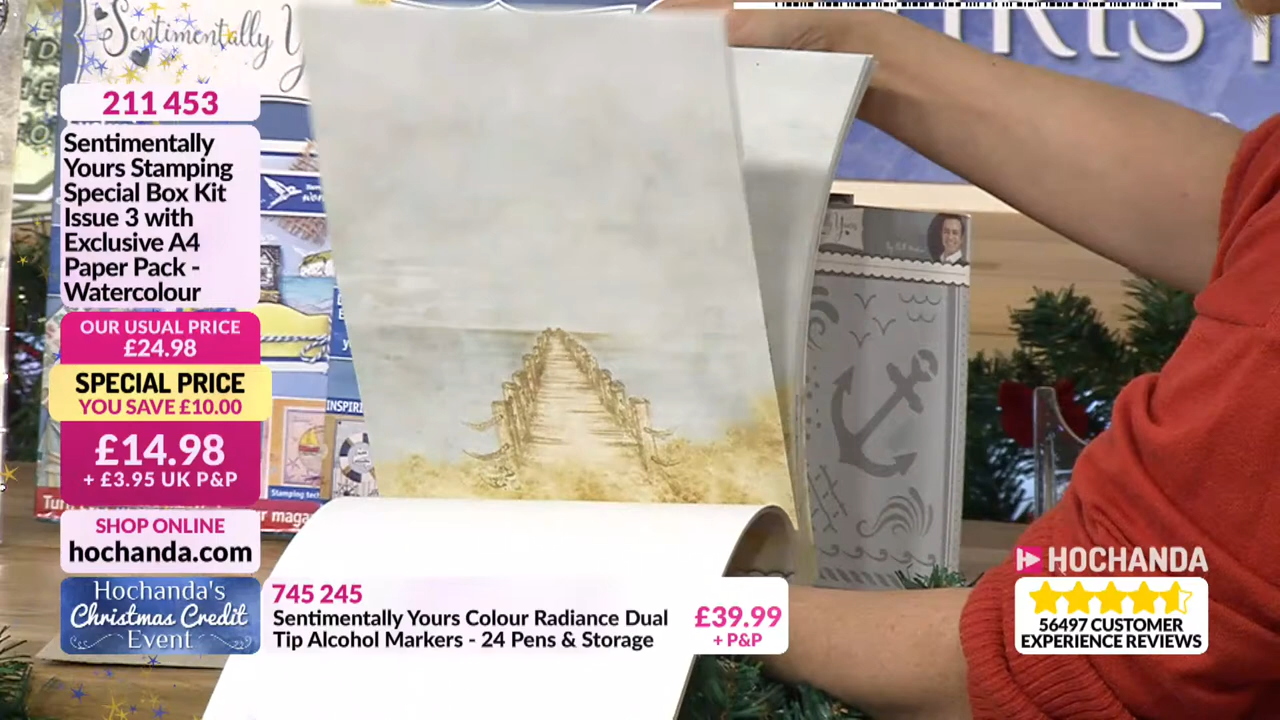 Sentimentally
211 453
Sentimentally
Yours Stamping
Special Box Kit
Issue 3 with
Exclusive A4
Paper Pack -
Watercolour
OUR USUAL PRICE
£24.98
SPECIAL PRICE
YOU SAVE £10.00
£14.98
+ £3.95 UK P&P
SHOP ONLINE
hochanda.com
Hochanda's
Christmas Credit
Event
745 245
Sentimentally Yours Colour Radiance Dual
Tip Alcohol Markers - 24 Pens & Storage
£39.99
+ P&P
HOCHANDA
56497 CUSTOMER
EXPERIENCE REVIEWS